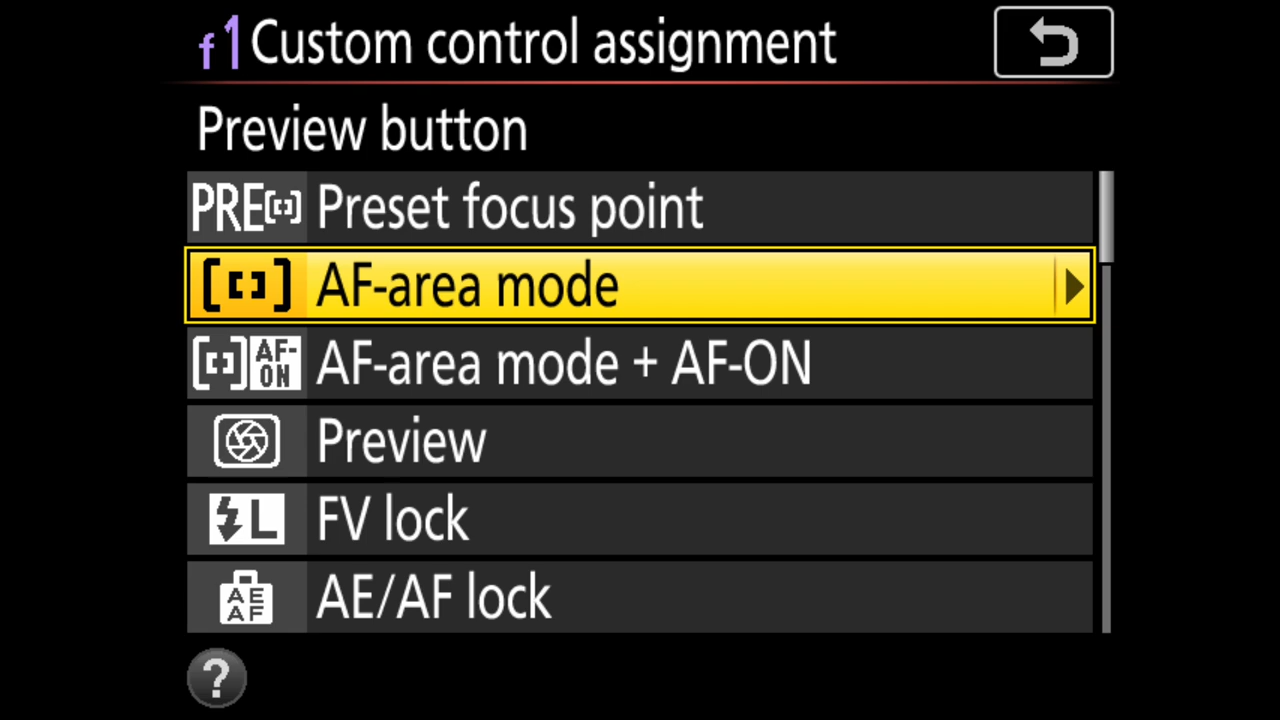 f1 Custom control assignment
Preview button
PRE[[·]] Preset focus point
AF-area mode
AF-ON AF-area mode + AF-ON
Preview
L FV lock
AE AF AE/AF lock
?